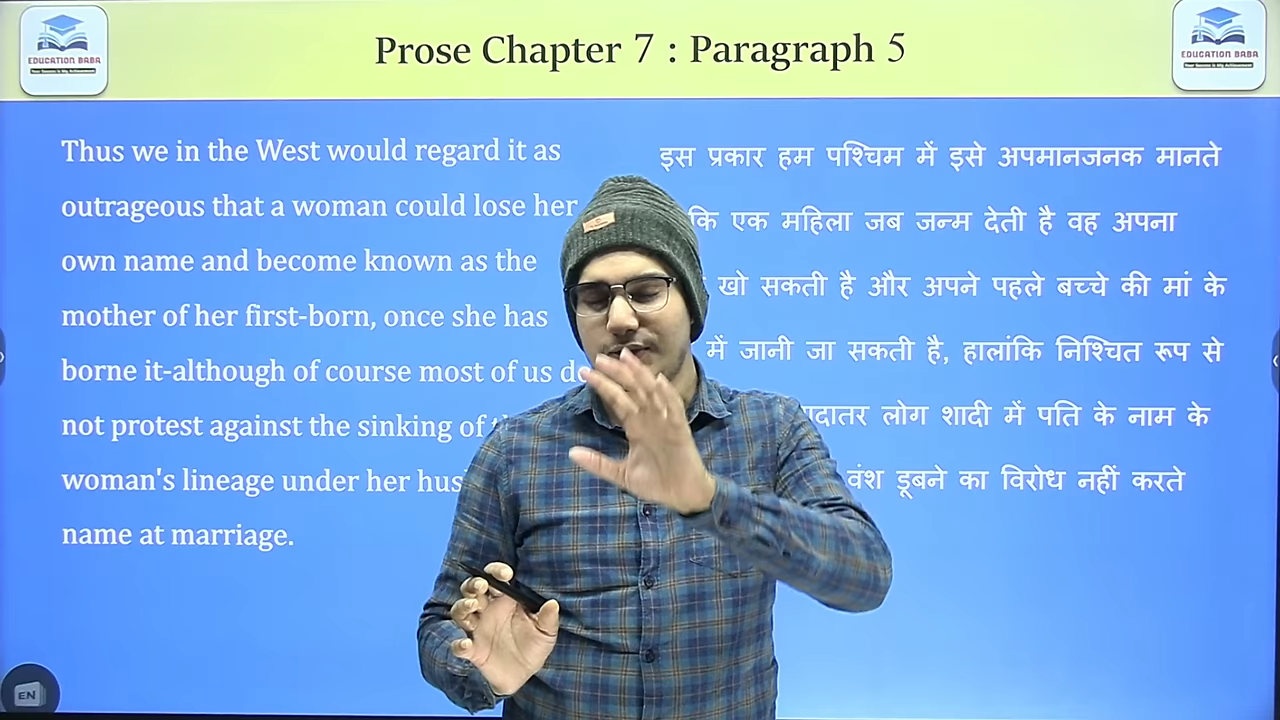 EDUCATION BABA
Prose Chapter 7 : Paragraph 5
EDUCATION BABA
Thus we in the West would regard it as
outrageous that a woman could lose her
own name and become known as the
mother of her first-born, once she has
borne it-although of course most of us
not protest against the sinking of
woman's lineage under her
name at marriage.
इस प्रकार हम पश्चिम में इसे अपमानजनक मानते
कि एक महिला जब जन्म देती है वह अपना
खो सकती है और अपने पहले बच्चे की मां के
में जानी जा सकती है, हालांकि निश्चित रूप से
लोग शादी में पति के नाम के
वंश डूबने का विरोध नहीं करते
EN